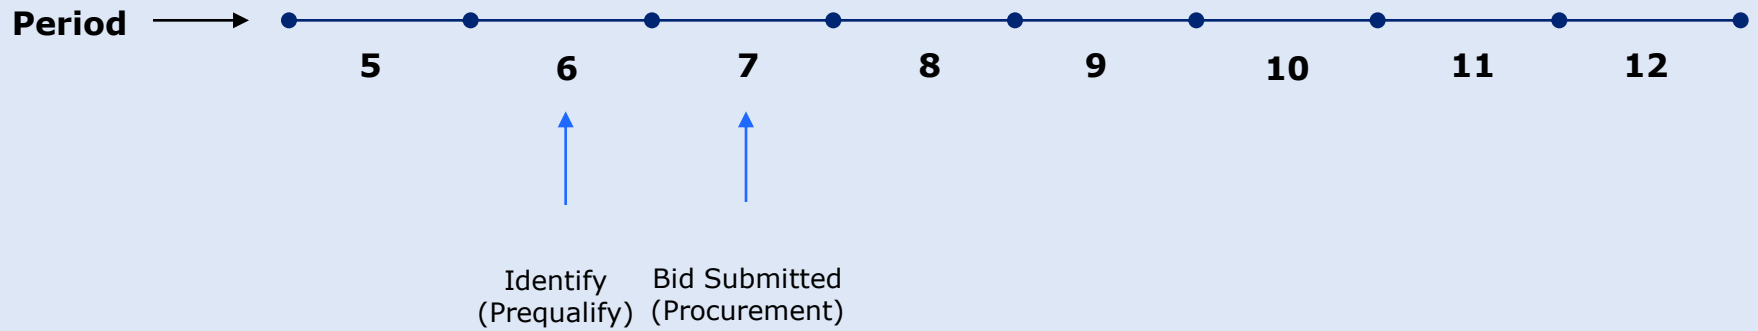 Period
5 6 7 8 9 10 11 12
Identify
(Prequalify)
Bid Submitted
(Procurement)